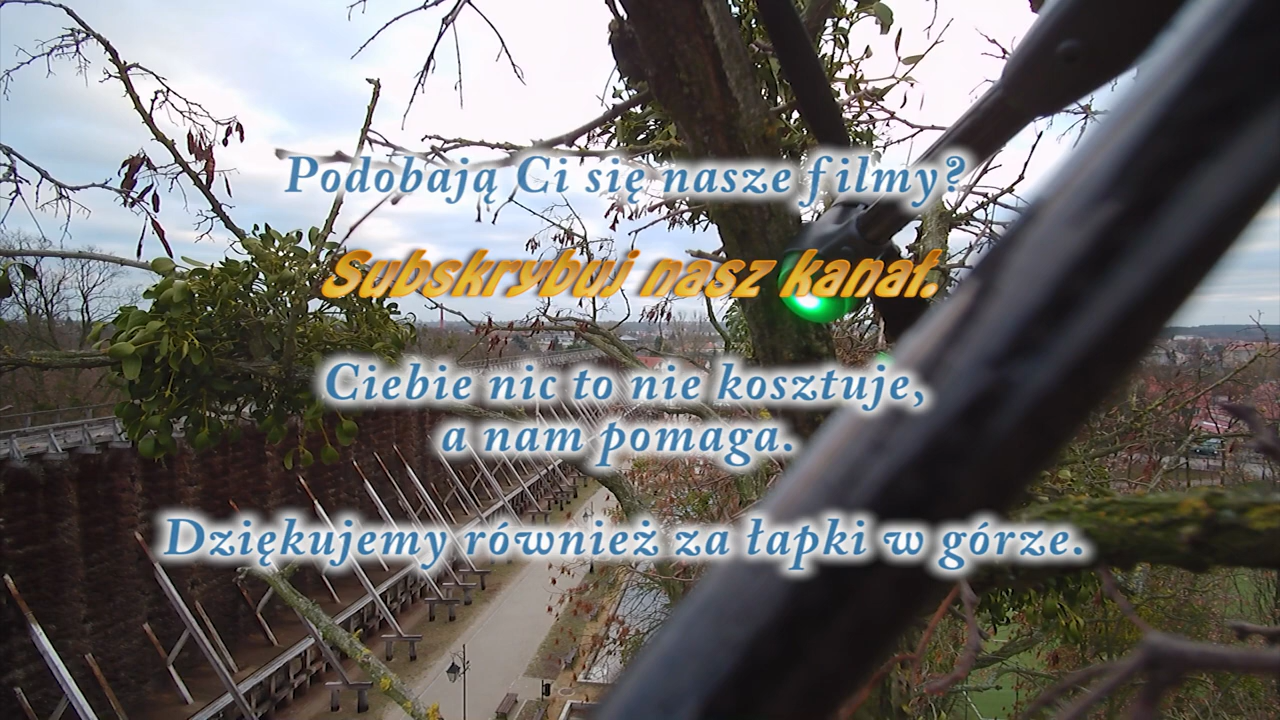 Podobają Ci się nasze filmy?
Subskrybuj nasz kanał.
Ciebie nic to nie kosztuje,
a nam pomaga.
Dziękujemy również za łapki w górze.